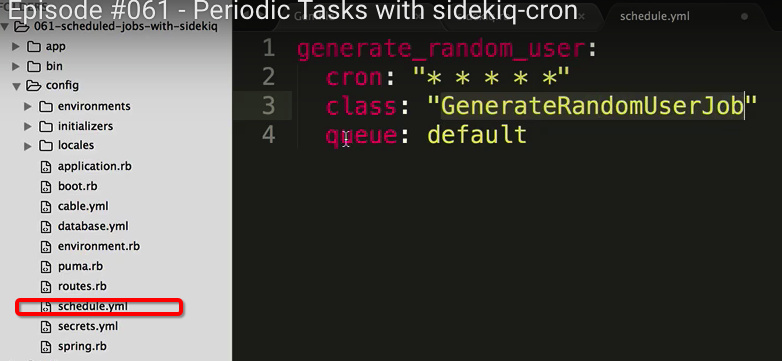 Episode #061 - Periodic Tasks with sidekiq-cron
schedule.yml
061-scheduled-jobs-with-sidekiq
app
bin
config
environments
initializers
locales
application.rb
boot.rb
cable.yml
database.yml
environment.rb
puma.rb
routes.rb
schedule.yml
secrets.yml
spring.rb
1 generate_random_user:
2 cron: "* * * * *"
3 class: "GenerateRandomUserJob"
4 queue: default